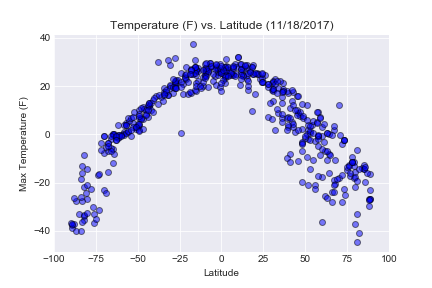 Temperature (F) vs. Latitude (11/18/2017)
40
20
0
−20
−40
Max Temperature (F)
−100 −75 −50 −25 0 25 50 75 100
Latitude